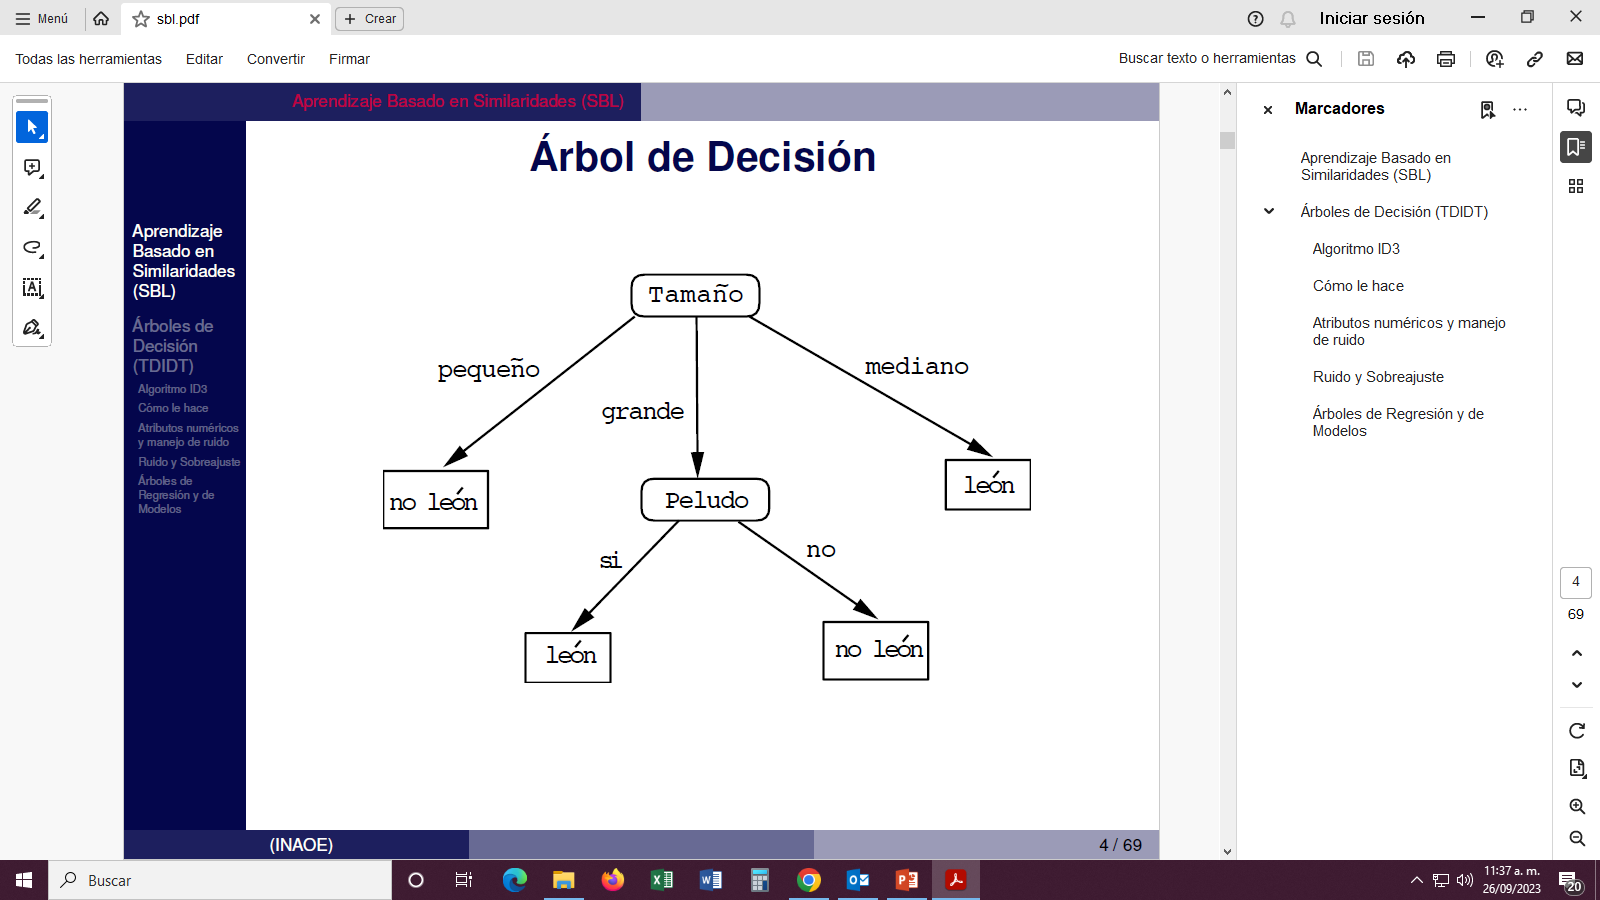 Menú
sbl.pdf
Crear
Iniciar sesión
Todas las herramientas
Editar
Convertir
Firmar
Buscar texto o herramientas
Aprendizaje Basado en Similaridades (SBL)
Árbol de Decisión
Aprendizaje
Basado en
Similaridades
(SBL)
Árboles de
Decisión
(TDIDT)
Algoritmo ID3
Cómo le hace
Atributos numéricos
y manejo de ruido
Ruido y Sobreajuste
Árboles de
Regresión y de
Modelos
Tamaño
pequeño
grande
mediano
no león
Peludo
león
si
no
león
no león
(INAOE)
4 / 69
Marcadores
Aprendizaje Basado en
Similaridades (SBL)
Árboles de Decisión (TDIDT)
Algoritmo ID3
Cómo le hace
Atributos numéricos y manejo
de ruido
Ruido y Sobreajuste
Árboles de Regresión y de
Modelos
4
69
Buscar
11:37 a. m.
26/09/2023
20